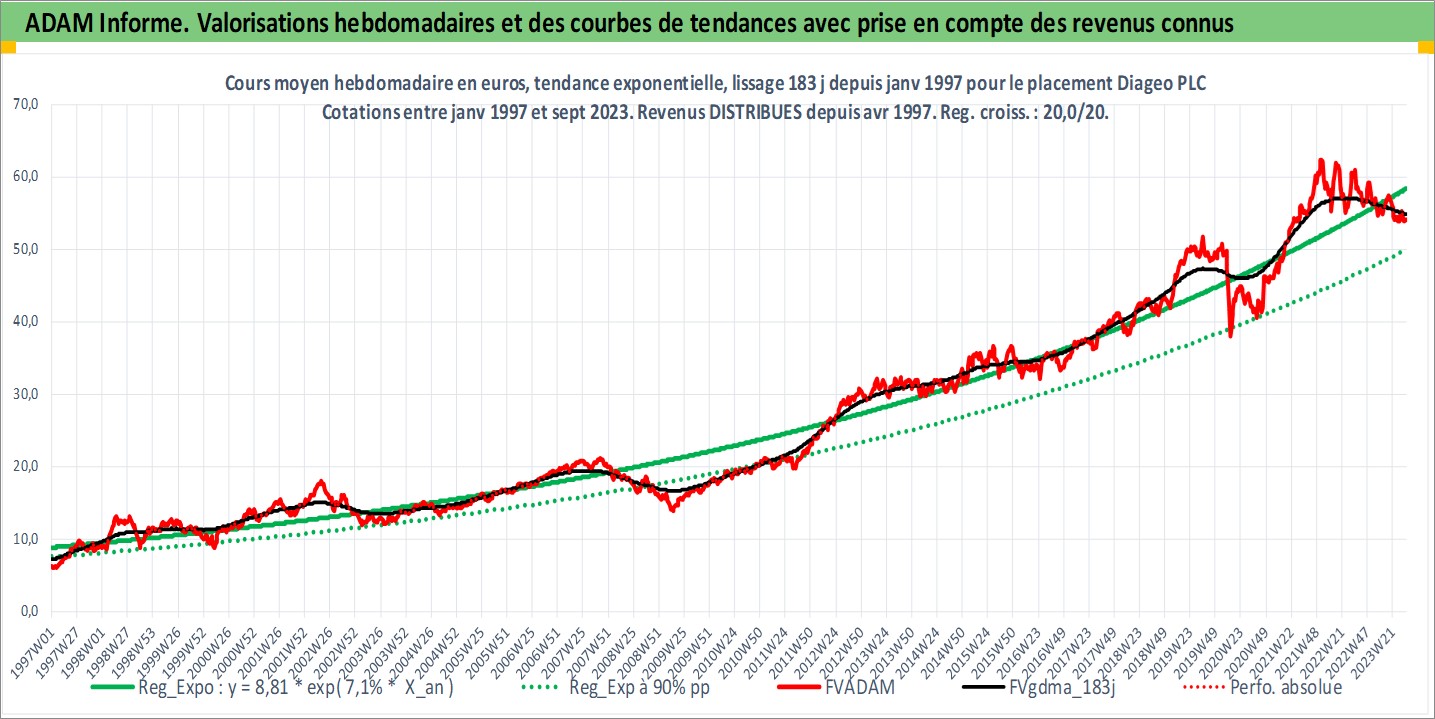 ADAM Informe. Valorisations hebdomadaires et des courbes de tendances avec prise en compte des revenus connus
Cours moyen hebdomadaire en euros, tendance exponentielle, lissage 183 j depuis janv 1997 pour le placement Diageo PLC
Cotations entre janv 1997 et sept 2023. Revenus DISTRIBUES depuis avr 1997. Reg. croiss. : 20,0/20.
70,0
60,0
50,0
40,0
30,0
20,0
10,0
0,0
1997W01 1997W27 1998W01 1998W27 1998W53 1999W26 1999W52 2000W26 2000W52 2001W26 2001W52 2002W26 2002W52 2003W26 2003W52 2004W26 2004W52 2005W25 2005W51 2006W25 2006W51 2007W25 2007W51 2008W25 2008W51 2009W25 2009W51 2010W24 2010W50 2011W24 2011W50 2012W24 2012W50 2013W24 2013W50 2014W24 2014W50 2015W24 2015W50 2016W23 2016W49 2017W23 2017W49 2018W23 2018W49 2019W23 2019W49 2020W23 2020W49 2021W22 2021W48 2022W21 2022W47 2023W21
Reg_Expo : y = 8,81 * exp( 7,1% * X_an ) Reg_Exp à 90% pp FVADAM FVgdma_183j Perfo. absolue